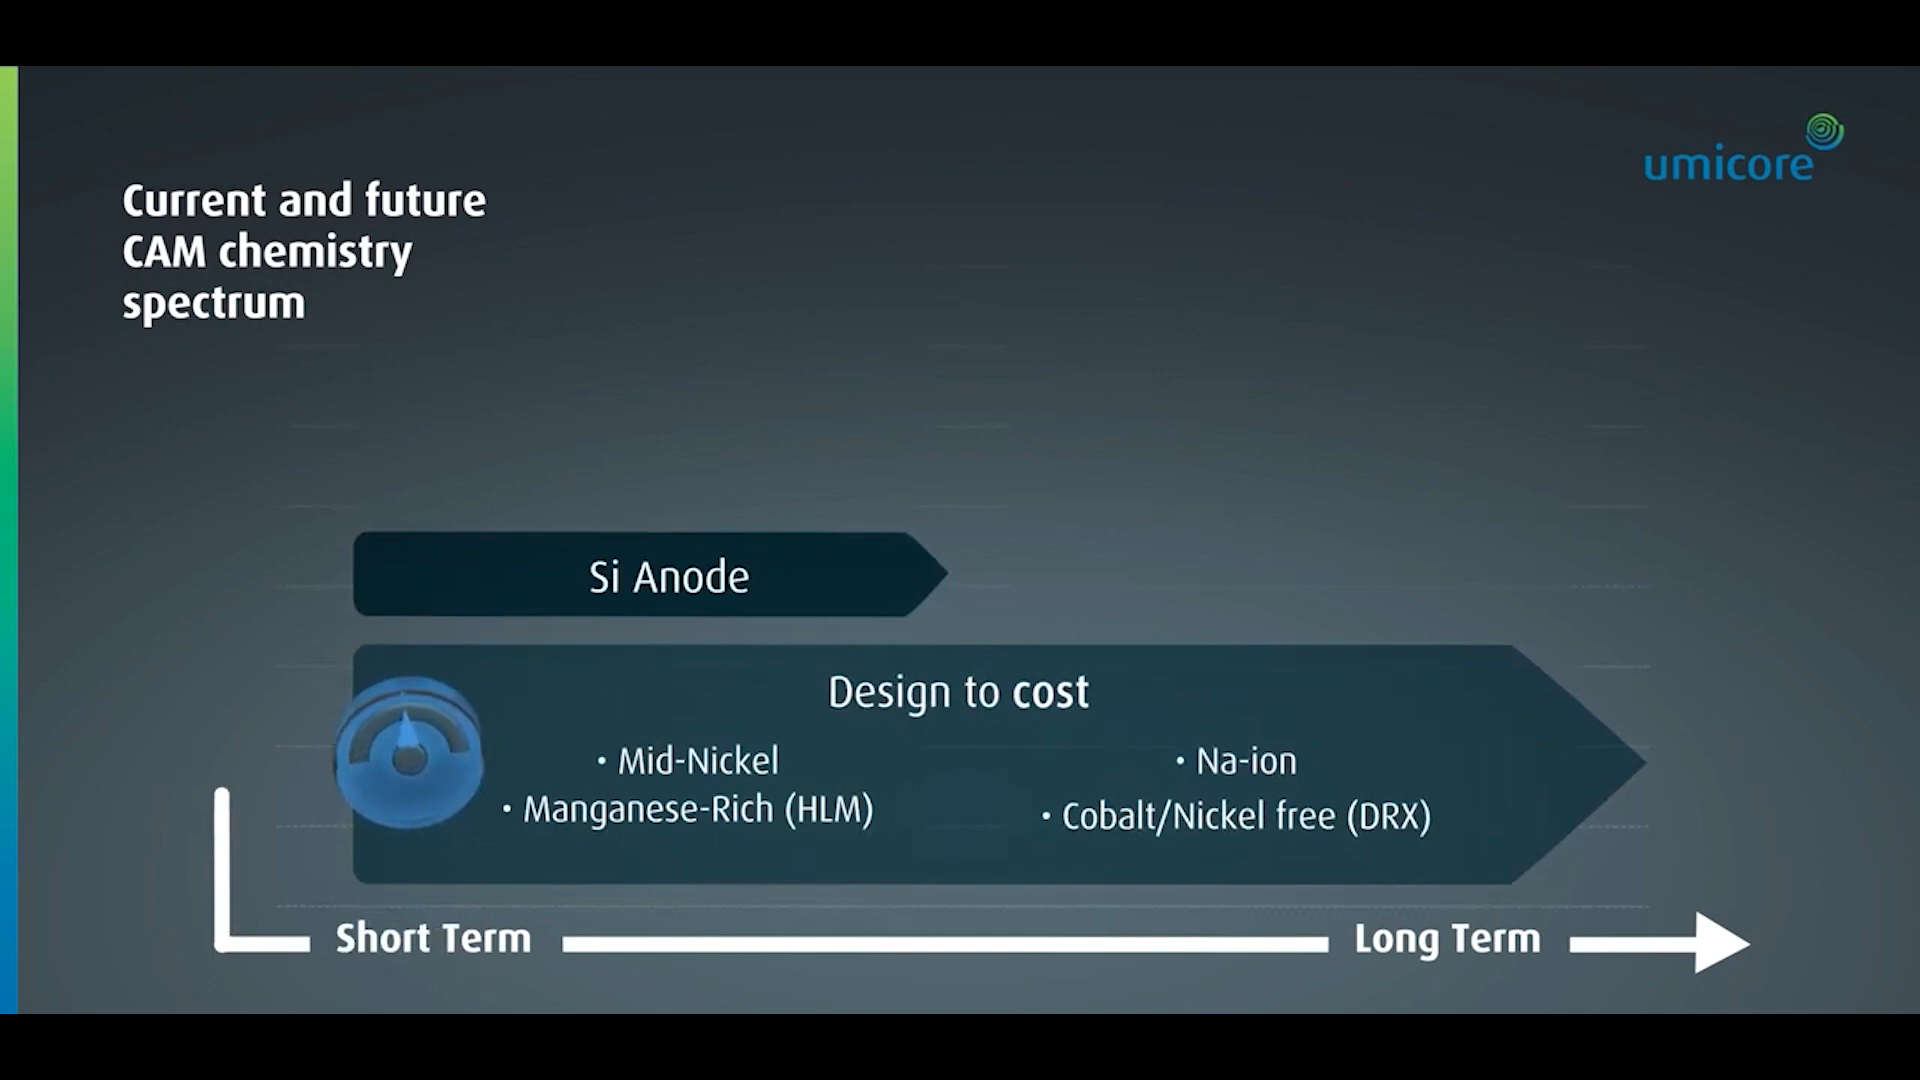 umicore
Current and future
CAM chemistry
spectrum
Si Anode
Design to cost
• Mid-Nickel
• Manganese-Rich (HLM)
• Na-ion
• Cobalt/Nickel free (DRX)
Short Term
Long Term